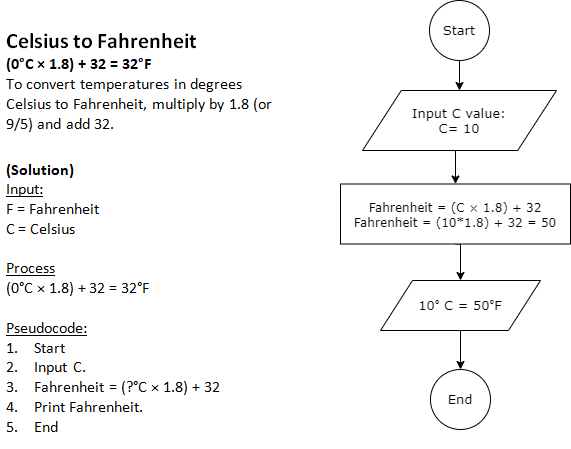 Celsius to Fahrenheit
(0°C × 1.8) + 32 = 32°F
To convert temperatures in degrees
Celsius to Fahrenheit, multiply by 1.8 (or
9/5) and add 32.
(Solution)
Input:
F = Fahrenheit
C = Celsius
Process
(0°C × 1.8) + 32 = 32°F
Pseudocode:
1. Start
2. Input C.
3. Fahrenheit = (?°C × 1.8) + 32
4. Print Fahrenheit.
5. End
Start
Input C value:
C= 10
Fahrenheit = (C × 1.8) + 32
Fahrenheit = (10*1.8) + 32 = 50
10° C = 50°F
End